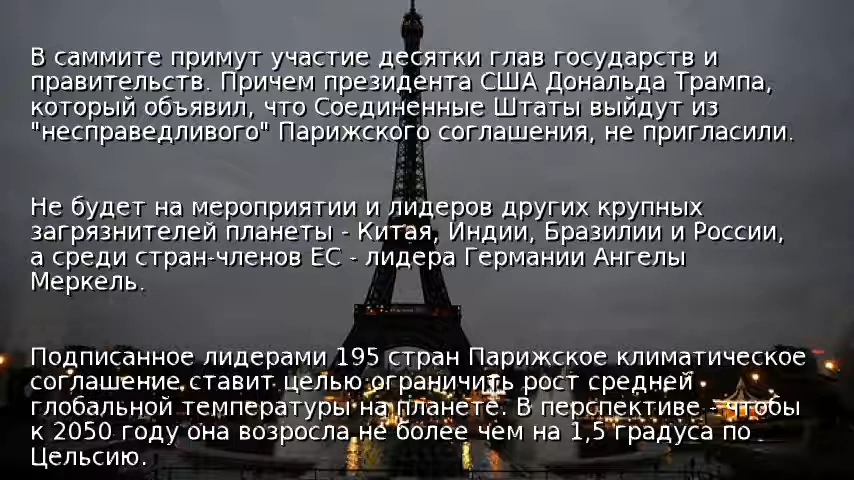 В саммите примут участие десятки глав государств и
правительств. Причем президента США Дональда Трампа,
который объявил, что Соединенные Штаты выйдут из
"несправедливого" Парижского соглашения, не пригласили.
Не будет на мероприятии и лидеров других крупных
загрязнителей планеты - Китая, Индии, Бразилии и России,
а среди стран-членов ЕС - лидера Германии Ангелы
Меркель.
Подписанное лидерами 195 стран Парижское климатическое
соглашение ставит целью ограничить рост средней
глобальной температуры на планете. В перспективе - чтобы
к 2050 году она возросла не более чем на 1,5 градуса по
Цельсию.